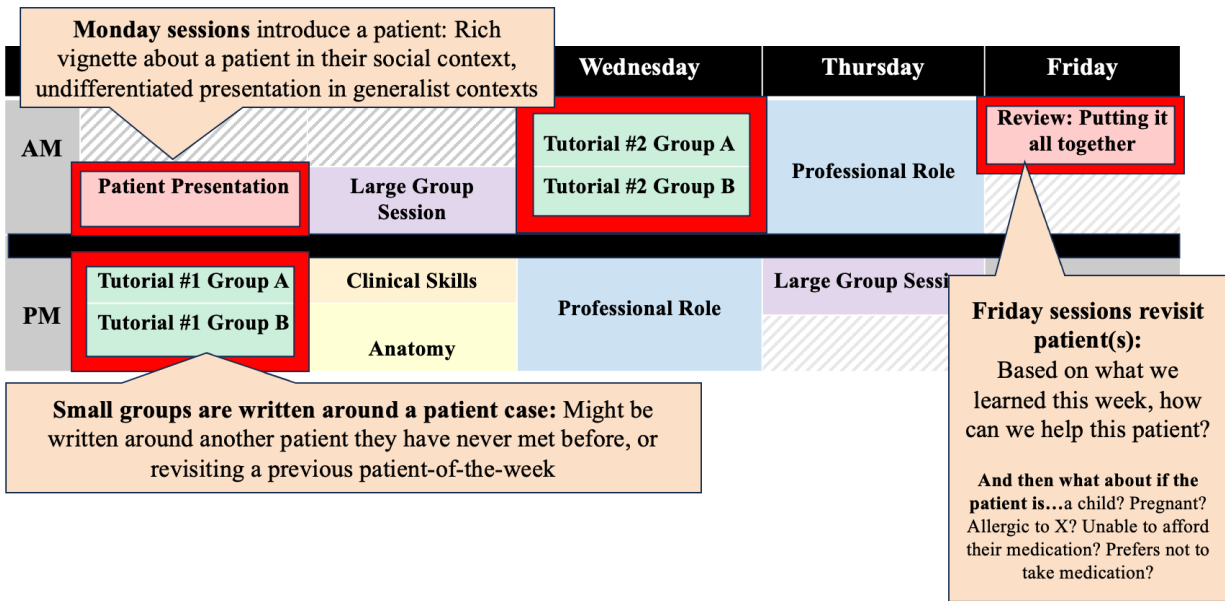 Monday sessions introduce a patient: Rich
vignette about a patient in their social context,
undifferentiated presentation in generalist contexts
Wednesday
Thursday
Friday
AM
Patient Presentation
Large Group
Session
Tutorial #2 Group A
Tutorial #2 Group B
Professional Role
Review: Putting it
all together
PM
Tutorial #1 Group A
Tutorial #1 Group B
Clinical Skills
Anatomy
Professional Role
Large Group Sessi
Small groups are written around a patient case: Might be
written around another patient they have never met before, or
revisiting a previous patient-of-the-week
Friday sessions revisit
patient(s):
Based on what we
learned this week, how
can we help this patient?
And then what about if the
patient is…a child? Pregnant?
Allergic to X? Unable to afford
their medication? Prefers not to
take medication?